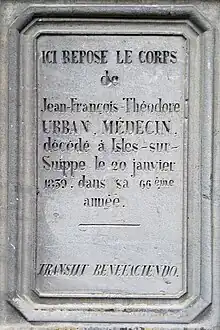 ICI REPOSE LE CORPS
de
Jean-François-Théodore
URBAN, MÉDECIN,
décédé à Isles-sur-
Suippe le 20 janvier
1839, dans sa 66ème
année.
TRANSIIT BENEFACIENDO.